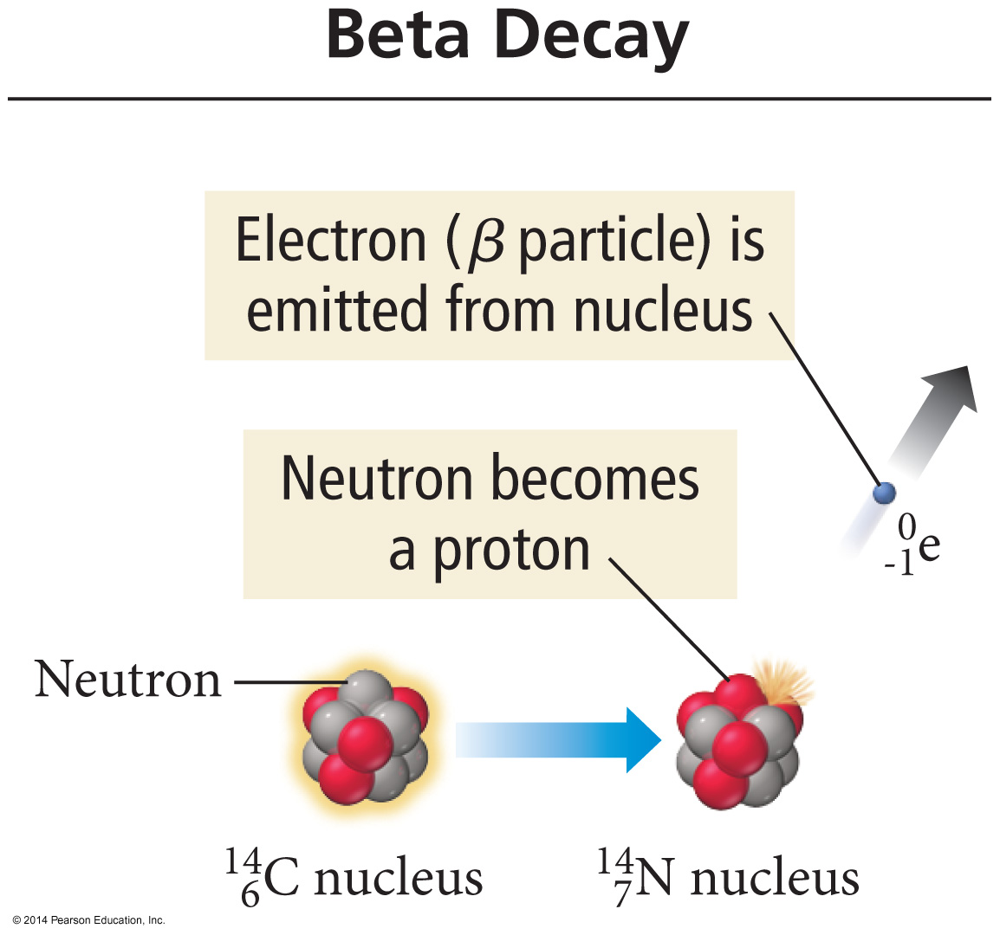 Beta Decay
Electron (β particle) is
emitted from nucleus
Neutron becomes
a proton
0
-1e
Neutron
14
6C nucleus
14
7N nucleus
© 2014 Pearson Education, Inc.